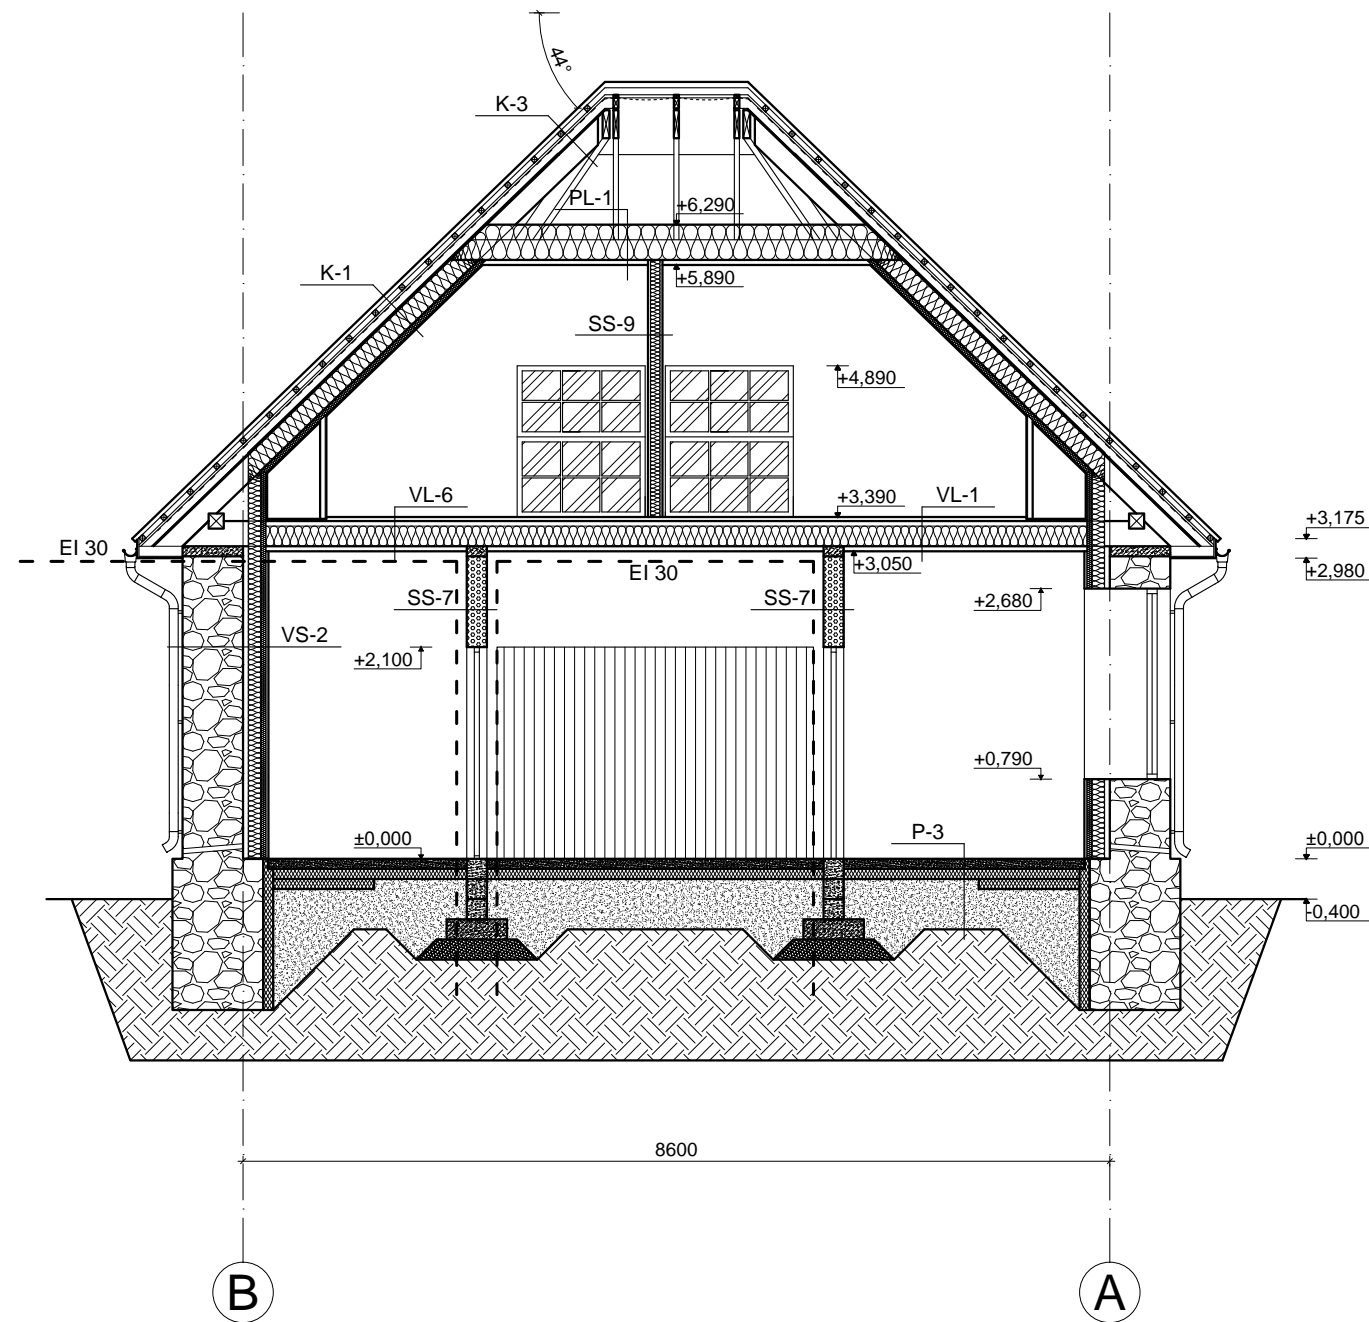 44°
K-3
PL-1
+6,290
K-1
+5,890
SS-9
+4,890
VL-6
+3,390
VL-1
+3,175
EI 30
+3,050
EI 30
+2,980
SS-7
SS-7
+2,680
VS-2
+2,100
+0,790
±0,000
P-3
±0,000
-0,400
8600
B
A